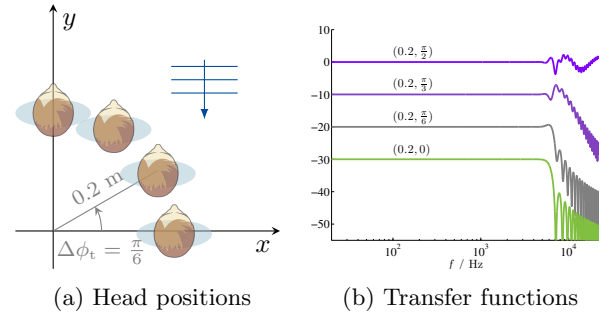 y
x
0.2 m
Δϕ_t = π/6
(a) Head positions
10
0
−10
−20
−30
−40
−50
(0.2, π/2)
(0.2, π/3)
(0.2, π/6)
(0.2, 0)
10² 10³ 10⁴
f / Hz
(b) Transfer functions